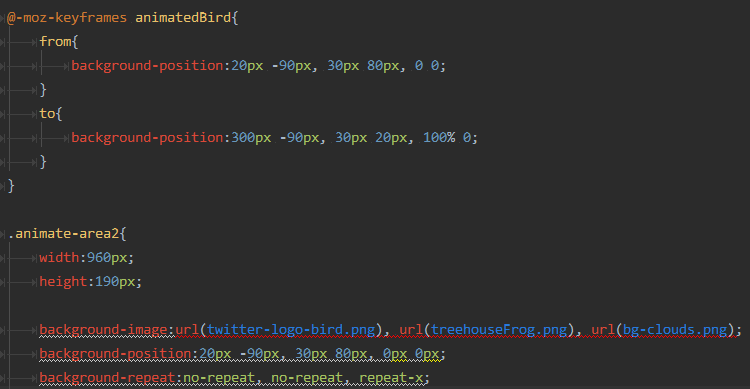 @-moz-keyframes animatedBird{
from{
background-position:20px -90px, 30px 80px, 0 0;
}
to{
background-position:300px -90px, 30px 20px, 100% 0;
}
}
.animate-area2{
width:960px;
height:190px;
background-image:url(twitter-logo-bird.png), url(treehouseFrog.png), url(bg-clouds.png);
background-position:20px -90px, 30px 80px, 0px 0px;
background-repeat:no-repeat, no-repeat, repeat-x;